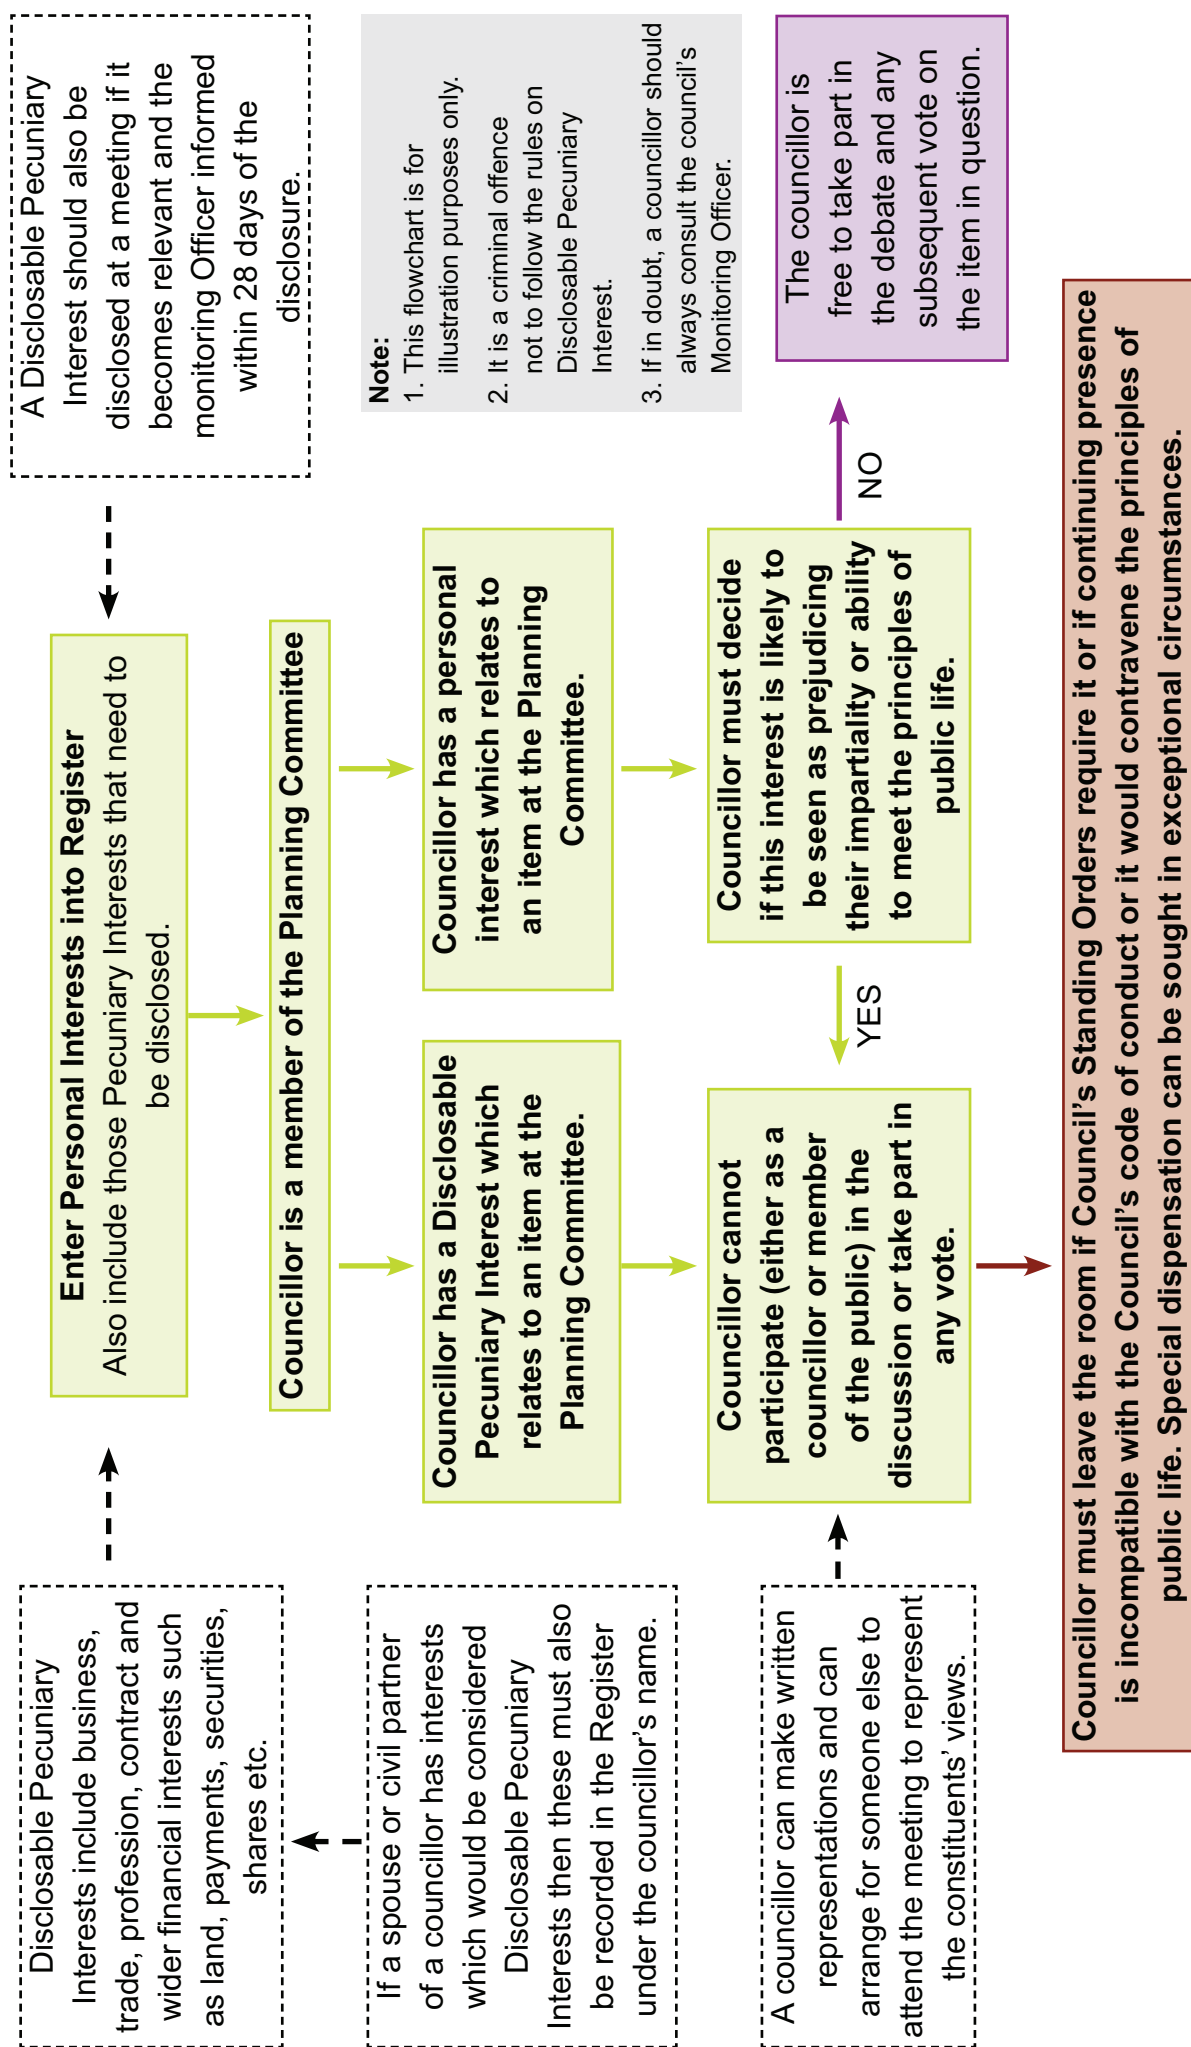 Disclosable Pecuniary
Interests include business,
trade, profession, contract and
wider financial interests such
as land, payments, securities,
shares etc.
Enter Personal Interests into Register
Also include those Pecuniary Interests that need to
be disclosed.
A Disclosable Pecuniary
Interest should also be
disclosed at a meeting if it
becomes relevant and the
monitoring Officer informed
within 28 days of the
disclosure.
Councillor is a member of the Planning Committee
If a spouse or civil partner
of a councillor has interests
which would be considered
Disclosable Pecuniary
Interests then these must also
be recorded in the Register
under the councillor’s name.
Councillor has a Disclosable
Pecuniary Interest which
relates to an item at the
Planning Committee.
Councillor has a personal
interest which relates to
an item at the Planning
Committee.
Note:
1. This flowchart is for
illustration purposes only.
2. It is a criminal offence
not to follow the rules on
Disclosable Pecuniary
Interest.
3. If in doubt, a councillor should
always consult the council’s
Monitoring Officer.
A councillor can make written
representations and can
arrange for someone else to
attend the meeting to represent
the constituents’ views.
Councillor cannot
participate (either as a
councillor or member
of the public) in the
discussion or take part in
any vote.
YES
Councillor must decide
if this interest is likely to
be seen as prejudicing
their impartiality or ability
to meet the principles of
public life.
NO
The councillor is
free to take part in
the debate and any
subsequent vote on
the item in question.
Councillor must leave the room if Council’s Standing Orders require it or if continuing presence
is incompatible with the Council’s code of conduct or it would contravene the principles of
public life. Special dispensation can be sought in exceptional circumstances.